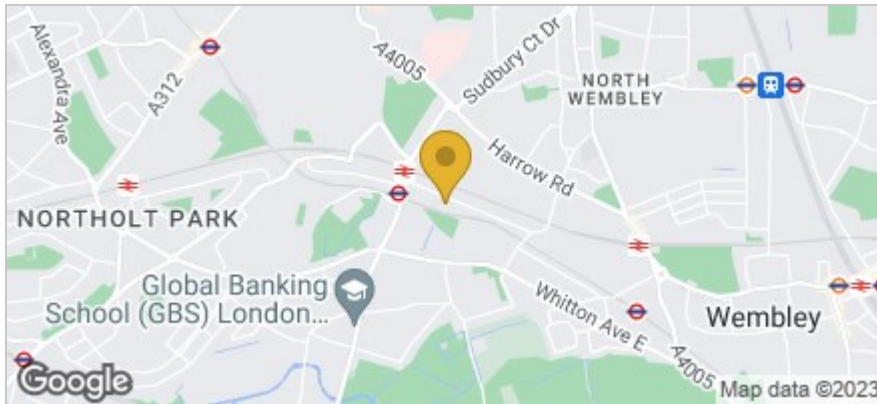 Alexandra Ave
A312
A4005
Sudbury Ct Dr
NORTH
WEMBLEY
Harrow Rd
NORTHOLT PARK
Global Banking
School (GBS) London...
Whitton Ave E
Wembley
A4005
Google
Map data ©2023